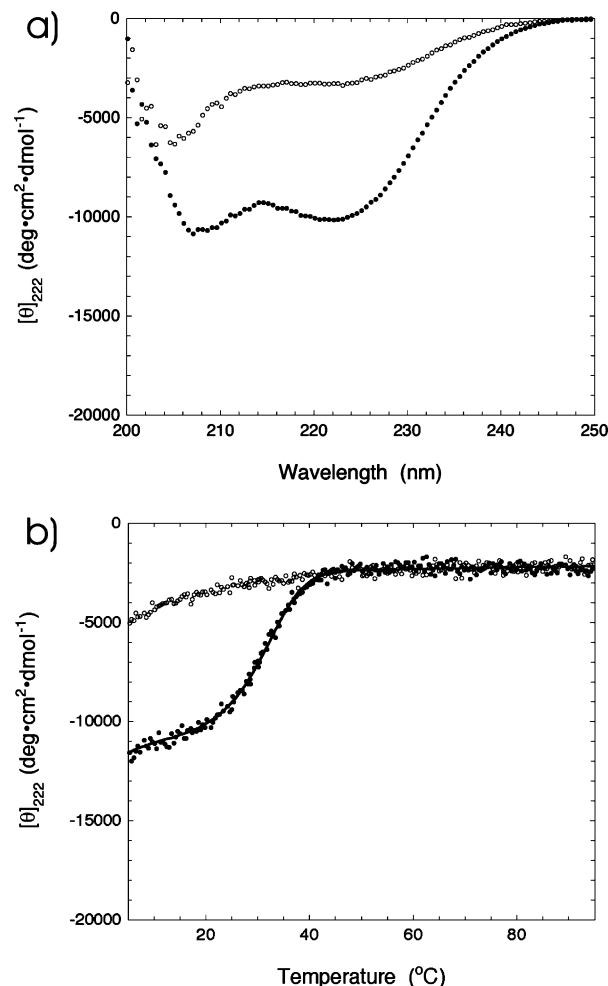 a)
0
-5000
-10000
-15000
-20000
[θ]222 (deg•cm2•dmol-1)
200 210 220 230 240 250
Wavelength (nm)
b)
0
-5000
-10000
-15000
-20000
[θ]222 (deg•cm2•dmol-1)
20 40 60 80
Temperature (oC)